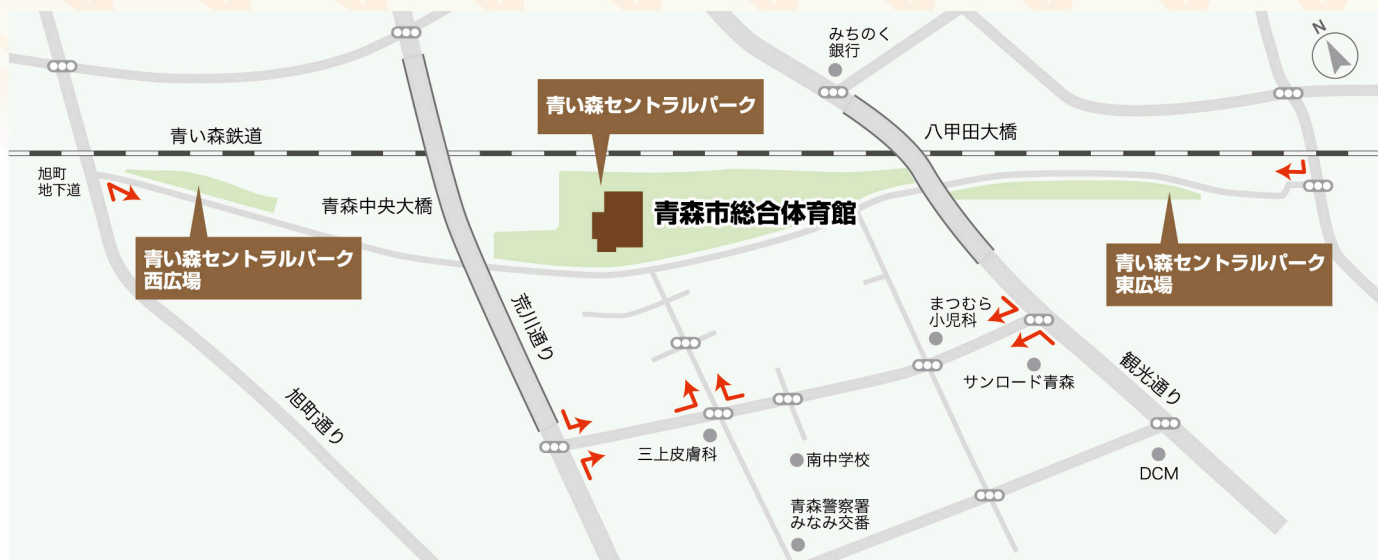 みちのく
銀行
N
青い森セントラルパーク
青い森鉄道
八甲田大橋
旭町
地下道
青森中央大橋
青森市総合体育館
青い森セントラルパーク
西広場
青い森セントラルパーク
東広場
荒川通り
まつむら
小児科
サンロード青森
観光通り
旭町通り
三上皮膚科
南中学校
DCM
青森警察署
みなみ交番